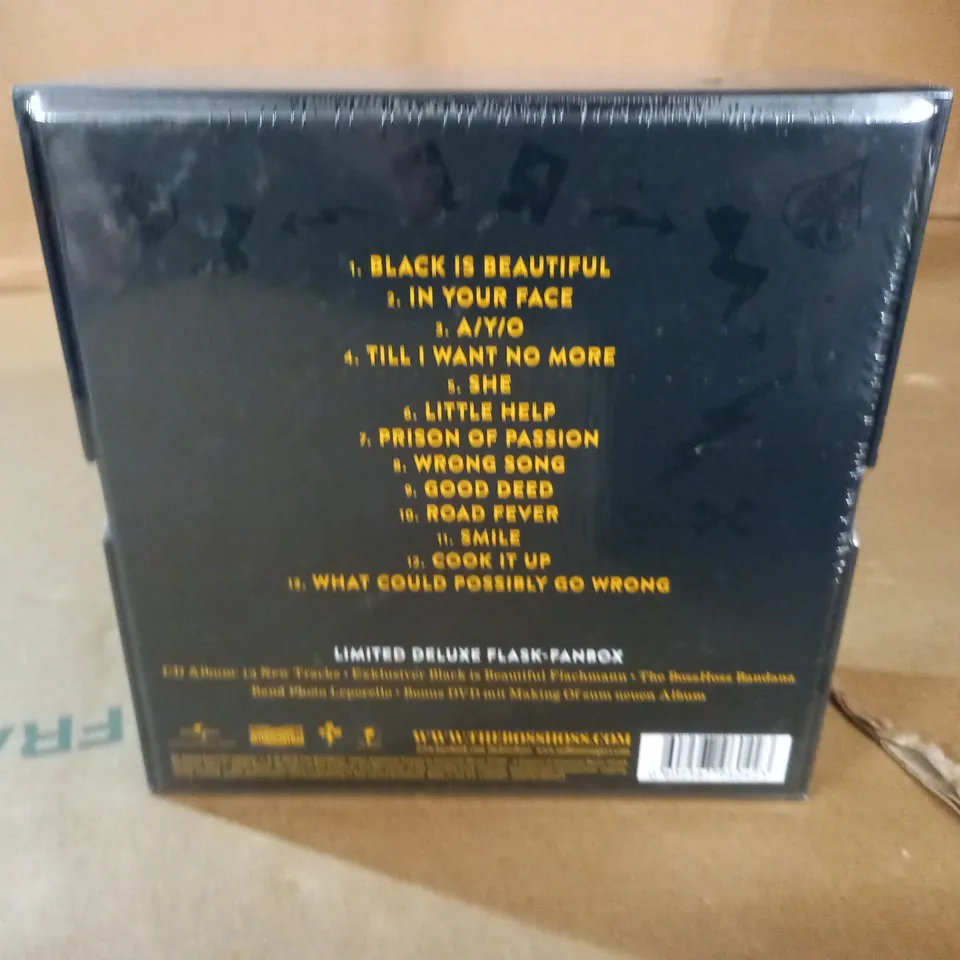 1. BLACK IS BEAUTIFUL
2. IN YOUR FACE
3. A/Y/O
4. TILL I WANT NO MORE
5. SHE
6. LITTLE HELP
7. PRISON OF PASSION
8. WRONG SONG
9. GOOD DEED
10. ROAD FEVER
11. SMILE
12. COOK IT UP
13. WHAT COULD POSSIBLY GO WRONG
LIMITED DELUXE FLASK-FANBOX
CD Album: 13 New Tracks • Exklusiver Black is Beautiful Flachmann • The BossHoss Bandana
Band Photo Leporello • Bonus DVD mit Making Of zum neuen Album
WWW.THEBOSSHOSS.COM
FRA